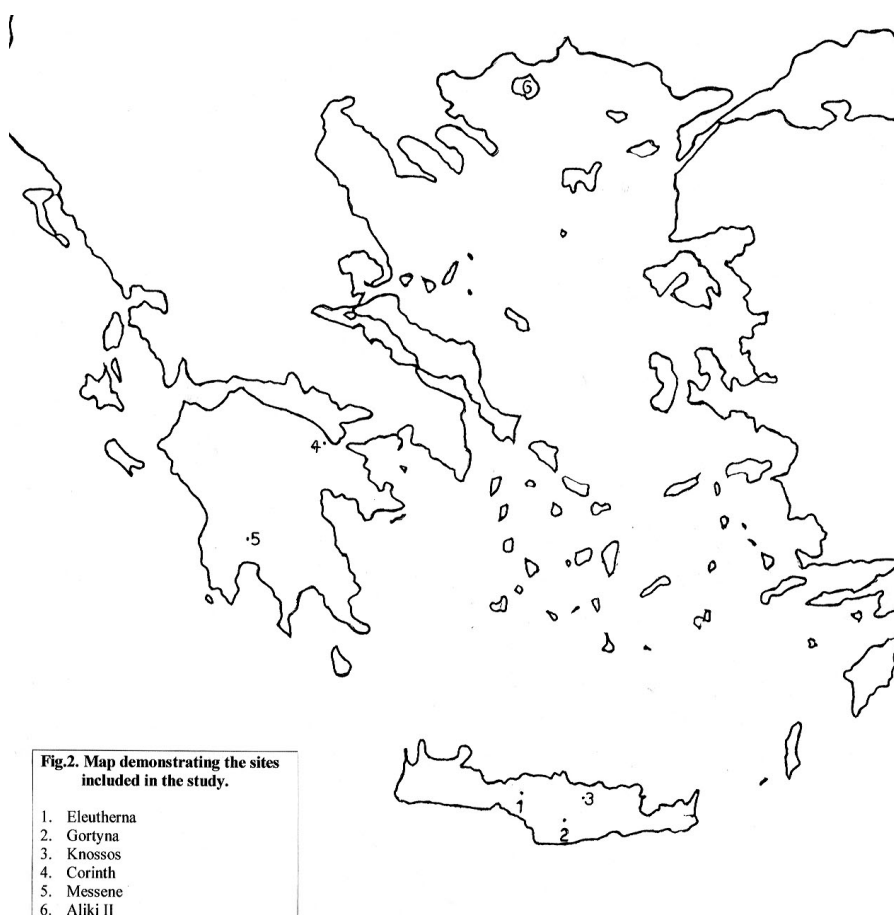 6
4
5
Fig.2. Map demonstrating the sites
included in the study.
1. Eleutherna
2. Gortyna
3. Knossos
4. Corinth
5. Messene
6. Aliki II
1
3
2